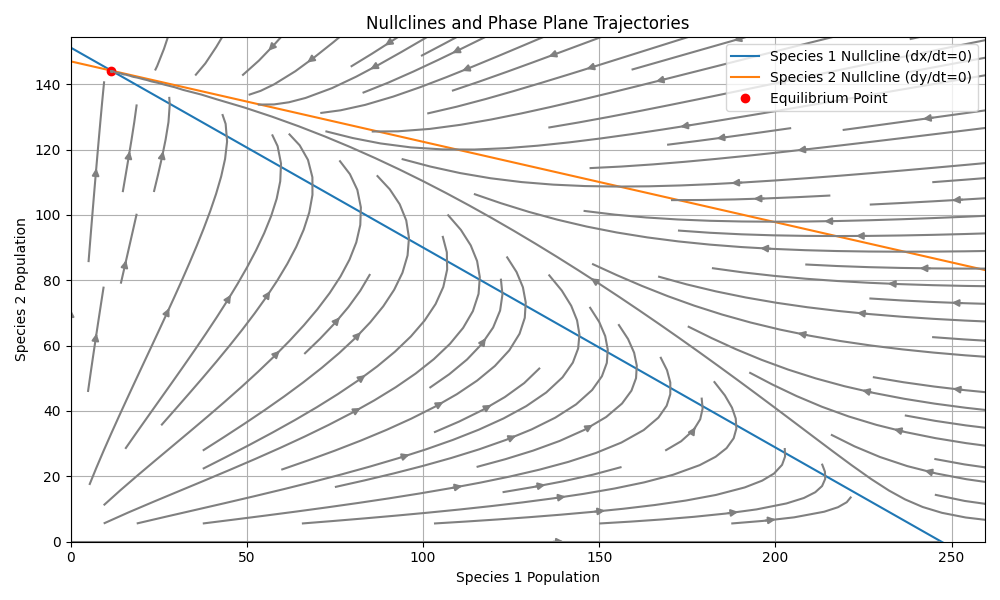 Nullclines and Phase Plane Trajectories
Species 1 Nullcline (dx/dt=0)
Species 2 Nullcline (dy/dt=0)
Equilibrium Point
Species 2 Population
140
120
100
80
60
40
20
0
0 50 100 150 200 250
Species 1 Population